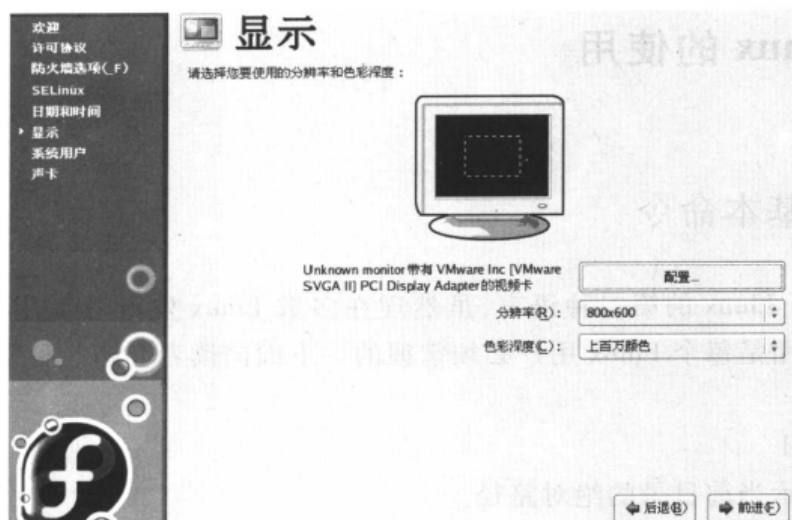 欢迎
许可协议
防火墙选项(_F)
SELinux
日期和时间
显示
系统用户
声卡
显示
请选择您要使用的分辨率和色彩深度：
Unknown monitor 带有 VMware Inc [VMware
SVGA II] PCI Display Adapter 的视频卡
配置...
分辨率(R)：
800x600
色彩深度(C)：
上百万颜色
后退(B)
前进(F)